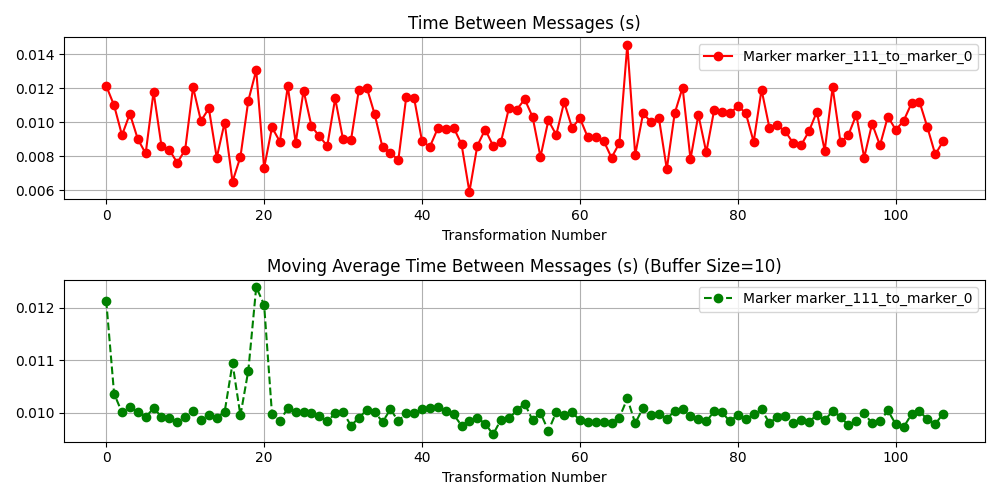 Time Between Messages (s)
0.014
0.012
0.010
0.008
0.006
Marker marker_111_to_marker_0
0 20 40 60 80 100
Transformation Number
Moving Average Time Between Messages (s) (Buffer Size=10)
0.012
0.011
0.010
Marker marker_111_to_marker_0
0 20 40 60 80 100
Transformation Number